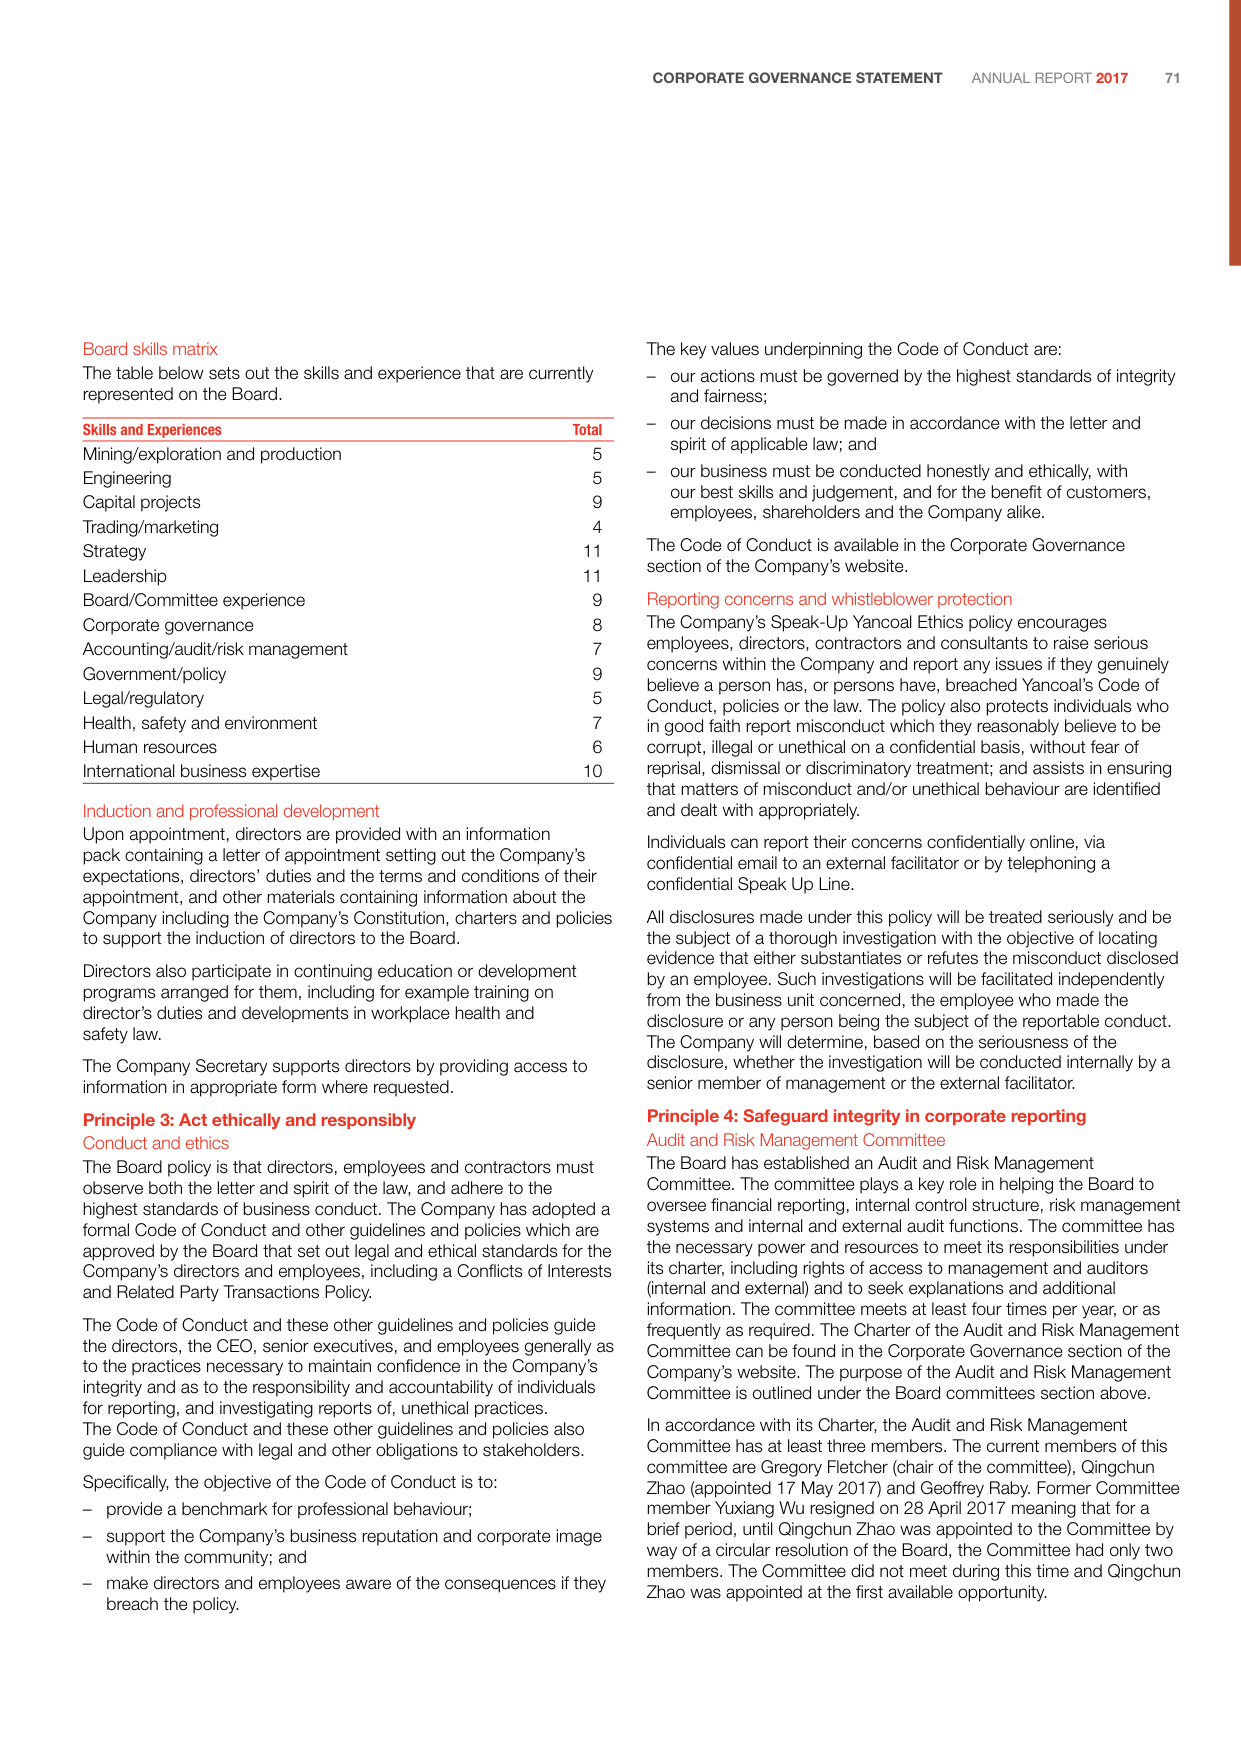 CORPORATE GOVERNANCE STATEMENT ANNUAL REPORT 2017 71
Board skills matrix
The table below sets out the skills and experience that are currently
represented on the Board.
Skills and Experiences Total
Mining/exploration and production 5
Engineering 5
Capital projects 9
Trading/marketing 4
Strategy 11
Leadership 11
Board/Committee experience 9
Corporate governance 8
Accounting/audit/risk management 7
Government/policy 9
Legal/regulatory 5
Health, safety and environment 7
Human resources 6
International business expertise 10
Induction and professional development
Upon appointment, directors are provided with an information
pack containing a letter of appointment setting out the Company’s
expectations, directors’ duties and the terms and conditions of their
appointment, and other materials containing information about the
Company including the Company’s Constitution, charters and policies
to support the induction of directors to the Board.
Directors also participate in continuing education or development
programs arranged for them, including for example training on
director’s duties and developments in workplace health and
safety law.
The Company Secretary supports directors by providing access to
information in appropriate form where requested.
Principle 3: Act ethically and responsibly
Conduct and ethics
The Board policy is that directors, employees and contractors must
observe both the letter and spirit of the law, and adhere to the
highest standards of business conduct. The Company has adopted a
formal Code of Conduct and other guidelines and policies which are
approved by the Board that set out legal and ethical standards for the
Company’s directors and employees, including a Conflicts of Interests
and Related Party Transactions Policy.
The Code of Conduct and these other guidelines and policies guide
the directors, the CEO, senior executives, and employees generally as
to the practices necessary to maintain confidence in the Company’s
integrity and as to the responsibility and accountability of individuals
for reporting, and investigating reports of, unethical practices.
The Code of Conduct and these other guidelines and policies also
guide compliance with legal and other obligations to stakeholders.
Specifically, the objective of the Code of Conduct is to:
– provide a benchmark for professional behaviour;
– support the Company’s business reputation and corporate image
within the community; and
– make directors and employees aware of the consequences if they
breach the policy.
The key values underpinning the Code of Conduct are:
– our actions must be governed by the highest standards of integrity
and fairness;
– our decisions must be made in accordance with the letter and
spirit of applicable law; and
– our business must be conducted honestly and ethically, with
our best skills and judgement, and for the benefit of customers,
employees, shareholders and the Company alike.
The Code of Conduct is available in the Corporate Governance
section of the Company’s website.
Reporting concerns and whistleblower protection
The Company’s Speak-Up Yancoal Ethics policy encourages
employees, directors, contractors and consultants to raise serious
concerns within the Company and report any issues if they genuinely
believe a person has, or persons have, breached Yancoal’s Code of
Conduct, policies or the law. The policy also protects individuals who
in good faith report misconduct which they reasonably believe to be
corrupt, illegal or unethical on a confidential basis, without fear of
reprisal, dismissal or discriminatory treatment; and assists in ensuring
that matters of misconduct and/or unethical behaviour are identified
and dealt with appropriately.
Individuals can report their concerns confidentially online, via
confidential email to an external facilitator or by telephoning a
confidential Speak Up Line.
All disclosures made under this policy will be treated seriously and be
the subject of a thorough investigation with the objective of locating
evidence that either substantiates or refutes the misconduct disclosed
by an employee. Such investigations will be facilitated independently
from the business unit concerned, the employee who made the
disclosure or any person being the subject of the reportable conduct.
The Company will determine, based on the seriousness of the
disclosure, whether the investigation will be conducted internally by a
senior member of management or the external facilitator.
Principle 4: Safeguard integrity in corporate reporting
Audit and Risk Management Committee
The Board has established an Audit and Risk Management
Committee. The committee plays a key role in helping the Board to
oversee financial reporting, internal control structure, risk management
systems and internal and external audit functions. The committee has
the necessary power and resources to meet its responsibilities under
its charter, including rights of access to management and auditors
(internal and external) and to seek explanations and additional
information. The committee meets at least four times per year, or as
frequently as required. The Charter of the Audit and Risk Management
Committee can be found in the Corporate Governance section of the
Company’s website. The purpose of the Audit and Risk Management
Committee is outlined under the Board committees section above.
In accordance with its Charter, the Audit and Risk Management
Committee has at least three members. The current members of this
committee are Gregory Fletcher (chair of the committee), Qingchun
Zhao (appointed 17 May 2017) and Geoffrey Raby. Former Committee
member Yuxiang Wu resigned on 28 April 2017 meaning that for a
brief period, until Qingchun Zhao was appointed to the Committee by
way of a circular resolution of the Board, the Committee had only two
members. The Committee did not meet during this time and Qingchun
Zhao was appointed at the first available opportunity.